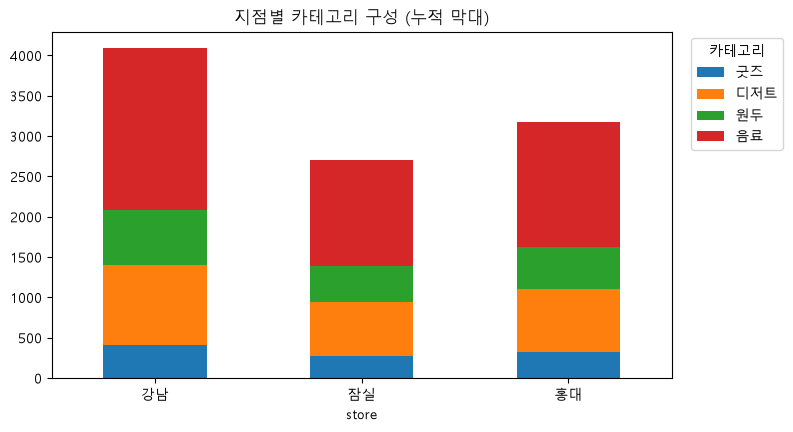 지점별 카테고리 구성 (누적 막대)
4000
3500
3000
2500
2000
1500
1000
500
0
강남
잠실
홍대
store
카테고리
굿즈
디저트
원두
음료